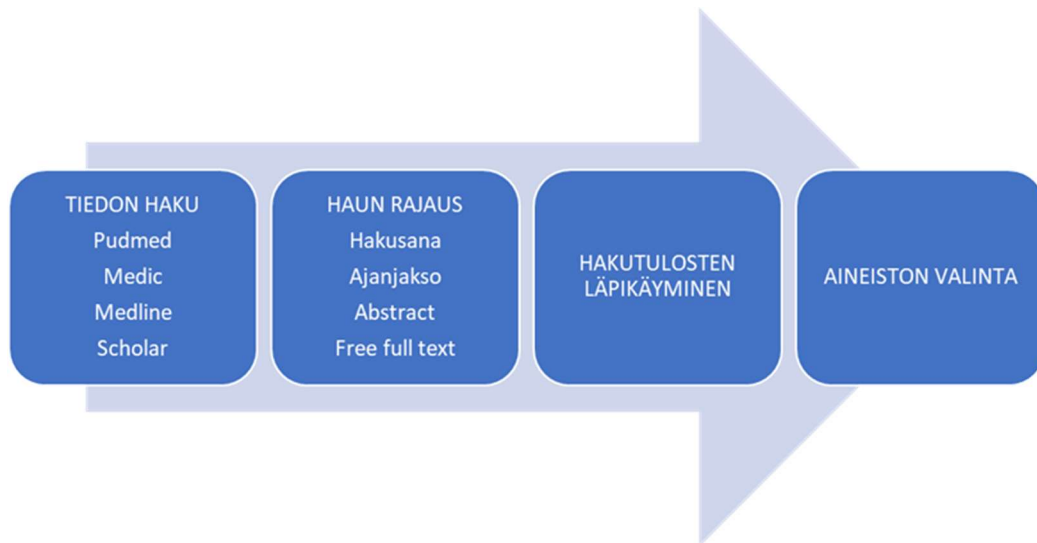 TIEDON HAKU
Pudmed
Medic
Medline
Scholar
HAUN RAJAUS
Hakusana
Ajanjakso
Abstract
Free full text
HAKUTULOSTEN
LÄPIKÄYMINEN
AINEISTON VALINTA